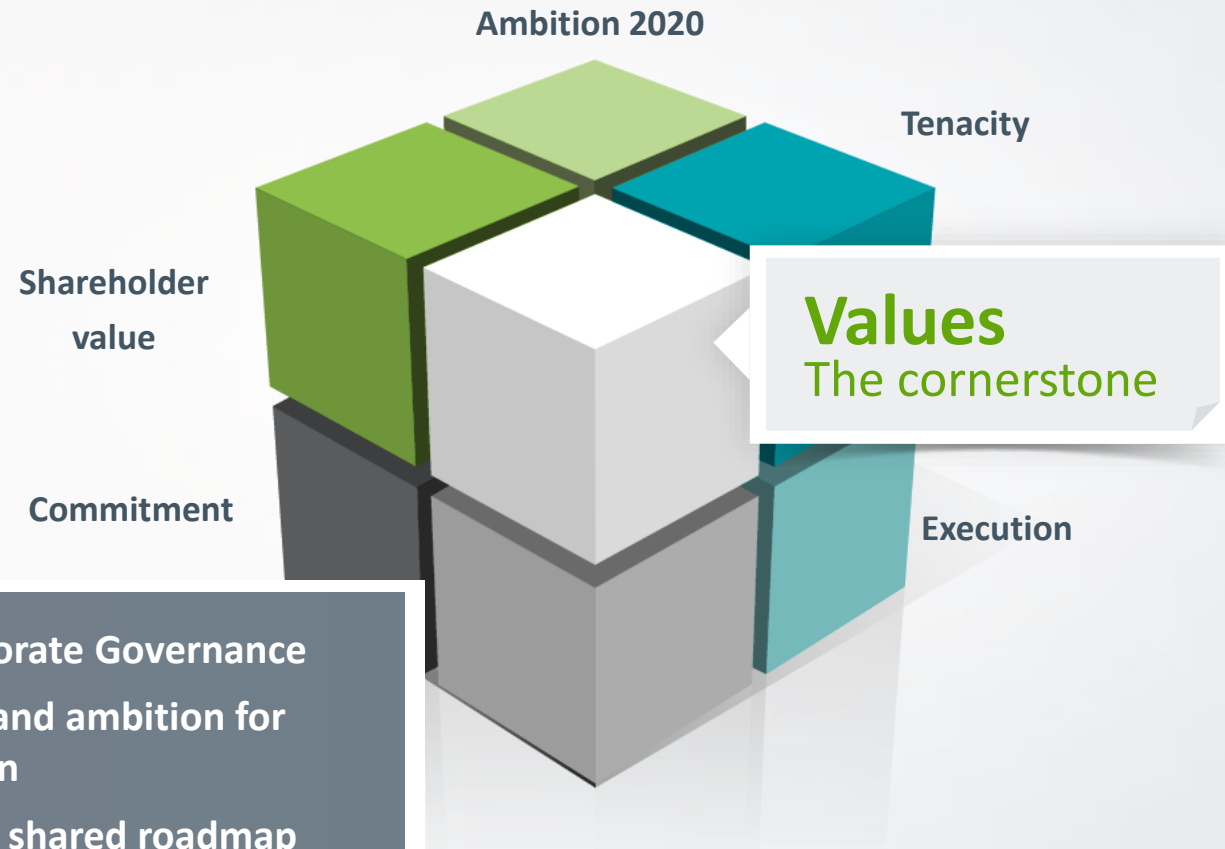 Ambition 2020
Tenacity
Shareholder
value
Values
The cornerstone
Commitment
Execution
orate Governance
and ambition for
n
shared roadmap